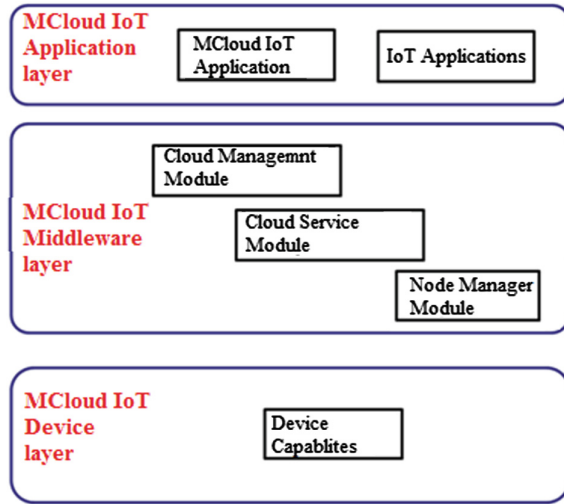 MCloud IoT
Application
layer
MCloud IoT
Application
IoT Applications
MCloud IoT
Middleware
layer
Cloud Managemnt
Module
Cloud Service
Module
Node Manager
Module
MCloud IoT
Device
layer
Device
Capablites